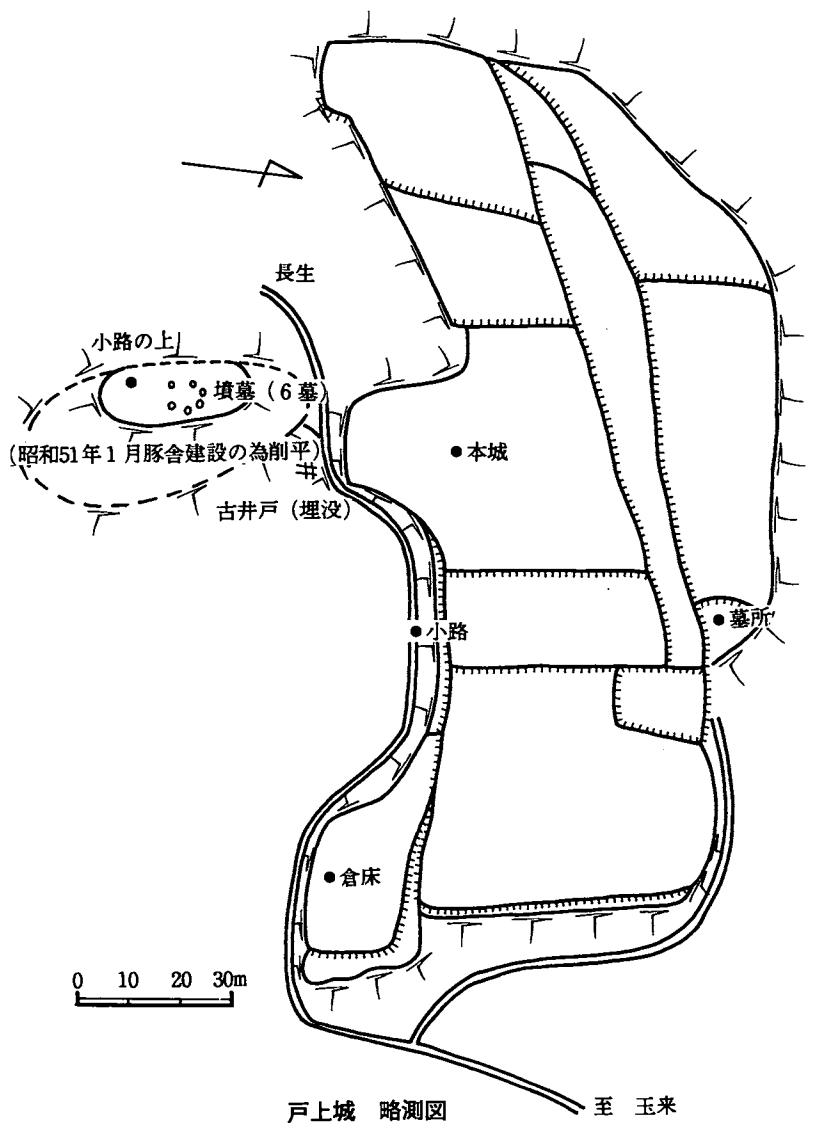 長生
小路の上
墳墓（6墓）
（昭和51年1月豚舎建設の為削平）
井
古井戸（埋没）
本城
墓所
小路
倉床
0 10 20 30m
戸上城 略測図
至 玉来